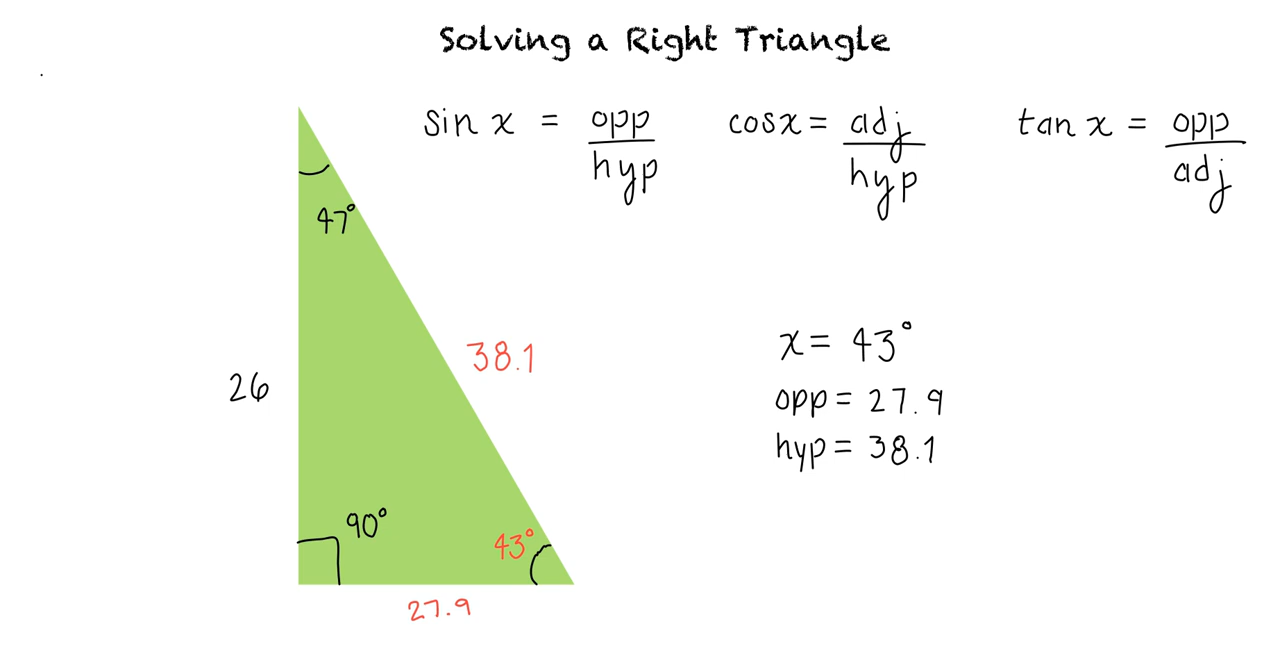 Solving a Right Triangle
sin x = opp/hyp
cosx = adj/hyp
tan x = opp/adj
47°
38.1
x = 43°
26
opp = 27.9
hyp = 38.1
90°
43°
27.9